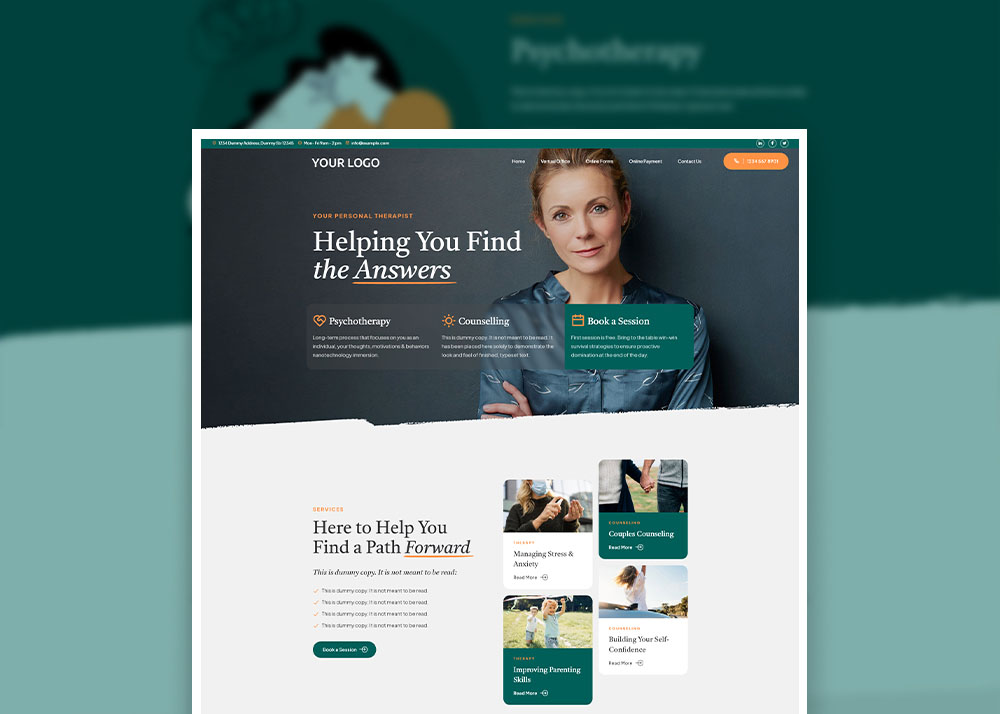 Psychotherapy
1234 Dummy Address, Dummy St 12345
Mon - Fri 9am - 3pm
info@example.com
YOUR LOGO
Home
Virtual Office
Online Forms
Online Payment
Contact Us
1234 567 8901
YOUR PERSONAL THERAPIST
Helping You Find
the Answers
Psychotherapy
Long-term process that focuses on you as an
individual, your thoughts, motivations & behaviors
nanotechnology immersion.
Counselling
This is dummy copy. It is not meant to be read. It
has been placed here solely to demonstrate the
look and feel of finished, typeset text.
Book a Session
First session is free. Bring to the table win-win
survival strategies to ensure proactive
domination at the end of the day.
SERVICES
Here to Help You
Find a Path Forward
This is dummy copy. It is not meant to be read:
This is dummy copy. It is not meant to be read.
This is dummy copy. It is not meant to be read.
This is dummy copy. It is not meant to be read.
This is dummy copy. It is not meant to be read.
Book a Session
THERAPY
Managing Stress &
Anxiety
Read More
COUNSELING
Couples Counseling
Read More
THERAPY
Improving Parenting
Skills
Read More
COUNSELING
Building Your Self-
Confidence
Read More